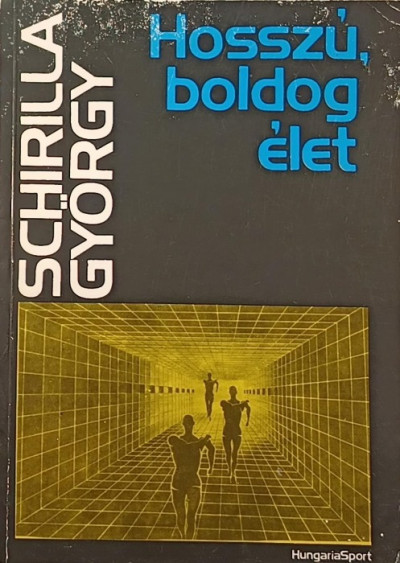 SCHIRILLA
GYÖRGY
Hosszú,
boldog
élet
HungariaSport